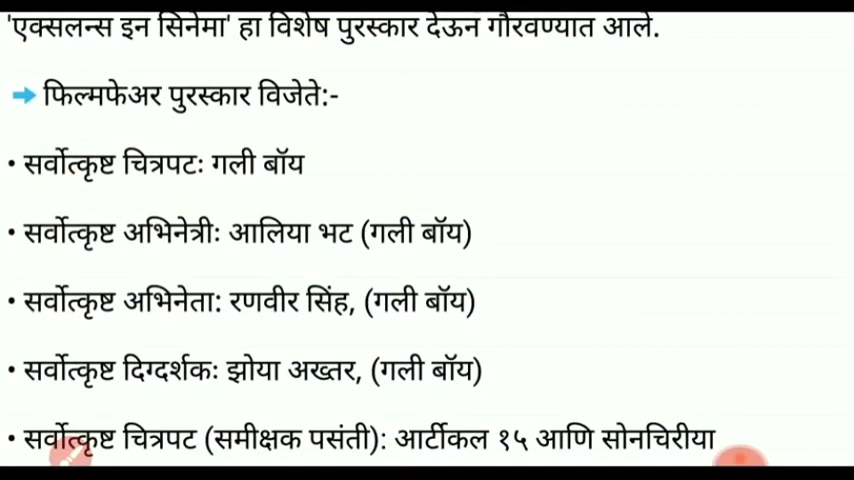 'एक्सलन्स इन सिनेमा' हा विशेष पुरस्कार देऊन गौरवण्यात आले.
➡ फिल्मफेअर पुरस्कार विजेते:-
• सर्वोत्कृष्ट चित्रपटः गली बॉय
• सर्वोत्कृष्ट अभिनेत्रीः आलिया भट (गली बॉय)
• सर्वोत्कृष्ट अभिनेता: रणवीर सिंह, (गली बॉय)
• सर्वोत्कृष्ट दिग्दर्शकः झोया अख्तर, (गली बॉय)
• सर्वोत्कृष्ट चित्रपट (समीक्षक पसंती): आर्टीकल १५ आणि सोनचिरीया